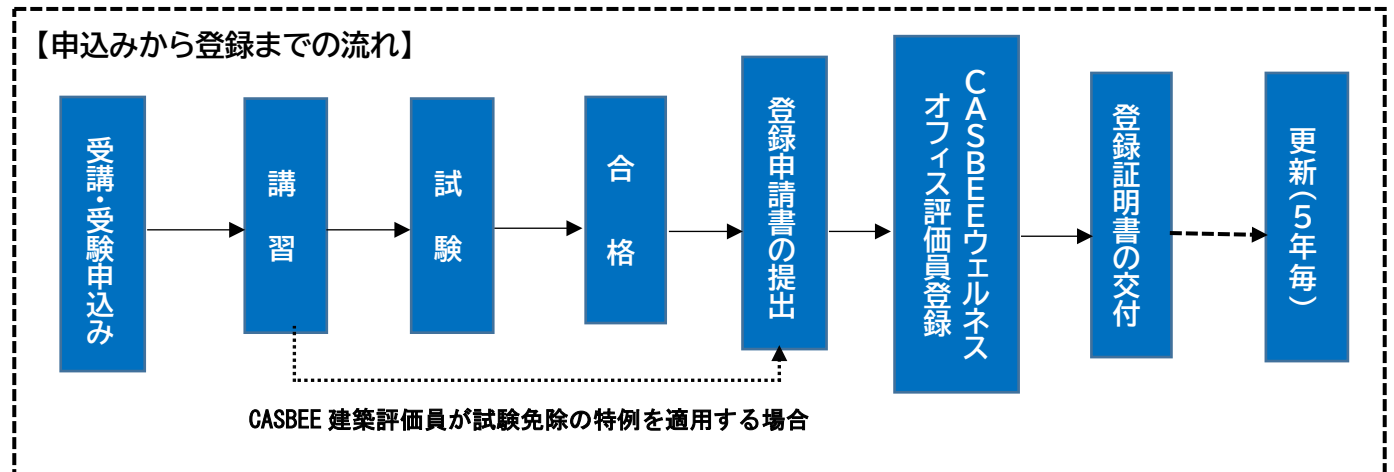 【申込みから登録までの流れ】
受講・受験申込み
講習
試験
合格
登録申請書の提出
CASBEEウェルネス
オフィス評価員登録
登録証明書の交付
更新(5年毎)
CASBEE 建築評価員が試験免除の特例を適用する場合